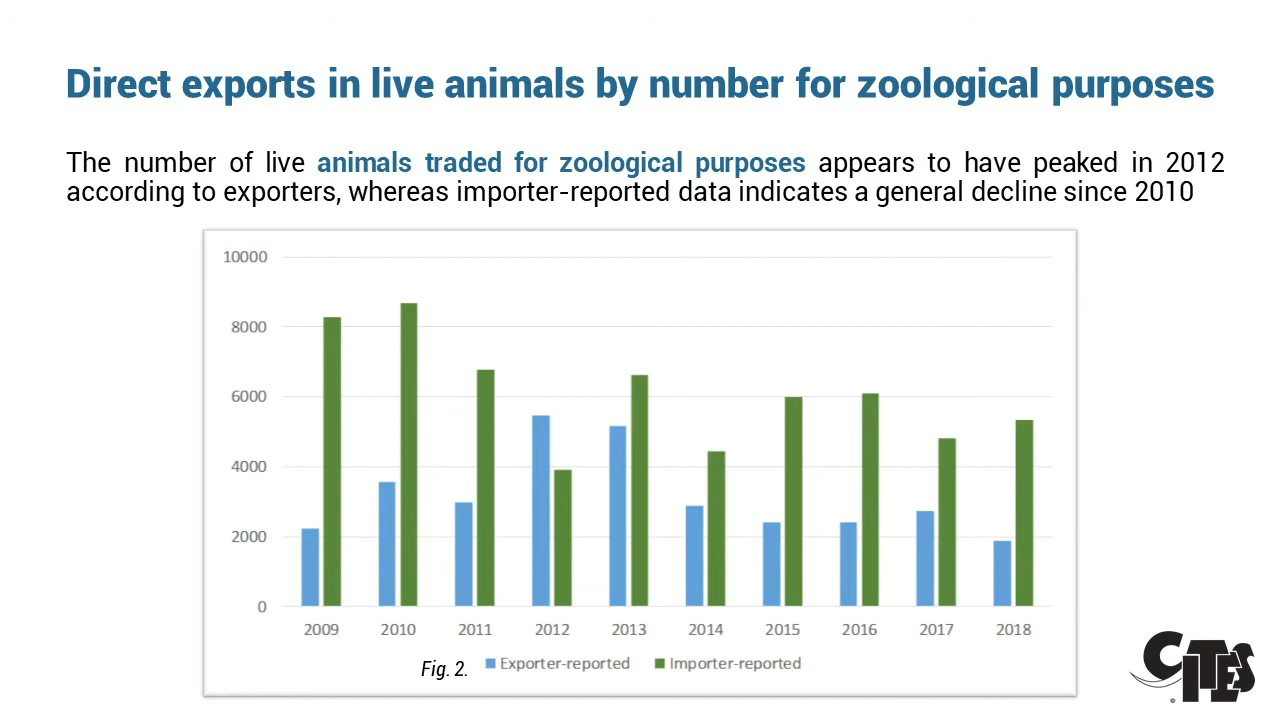 Direct exports in live animals by number for zoological purposes
The number of live animals traded for zoological purposes appears to have peaked in 2012
according to exporters, whereas importer-reported data indicates a general decline since 2010
10000
8000
6000
4000
2000
0
2009 2010 2011 2012 2013 2014 2015 2016 2017 2018
Fig. 2. Exporter-reported Importer-reported
CITES
®